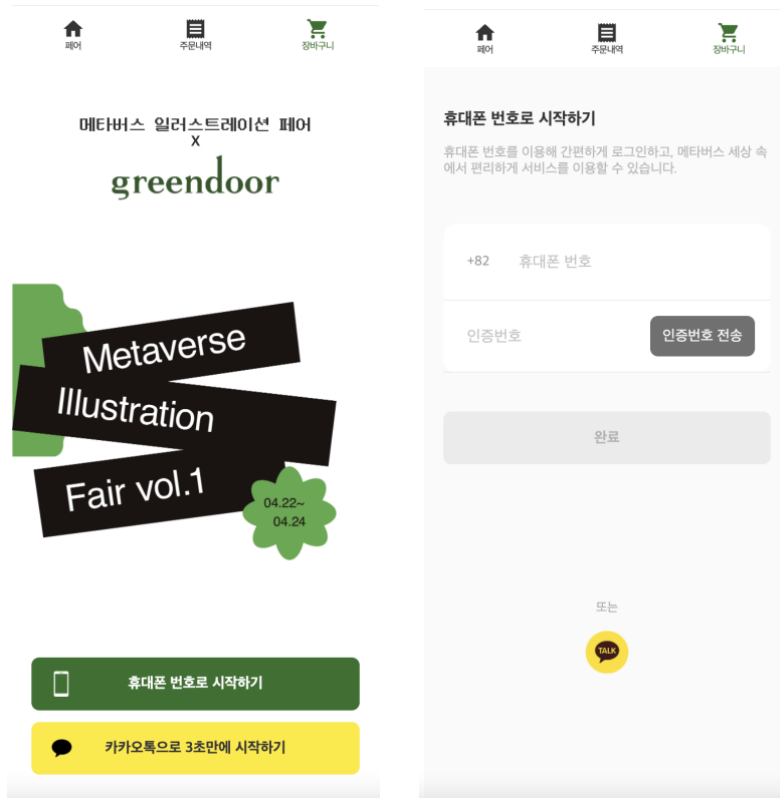 페어
주문내역
장바구니
메타버스 일러스트레이션 페어
X
greendoor
Metaverse
Illustration
Fair vol.1
04.22~
04.24
휴대폰 번호로 시작하기
카카오톡으로 3초만에 시작하기
페어
주문내역
장바구니
휴대폰 번호로 시작하기
휴대폰 번호를 이용해 간편하게 로그인하고, 메타버스 세상 속
에서 편리하게 서비스를 이용할 수 있습니다.
+82 휴대폰 번호
인증번호 인증번호 전송
완료
또는
TALK